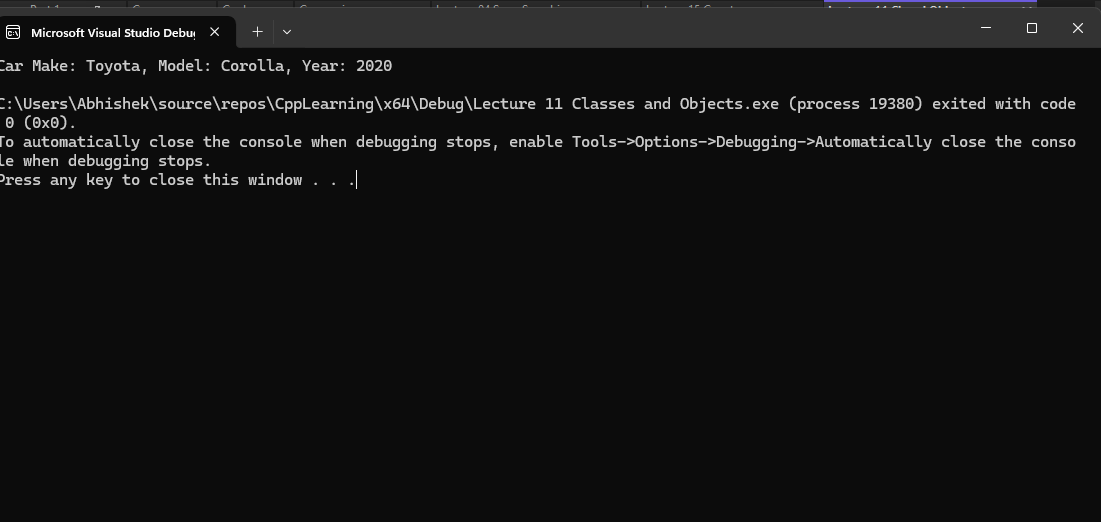 Microsoft Visual Studio Debu
Car Make: Toyota, Model: Corolla, Year: 2020
C:\Users\Abhishek\source\repos\CppLearning\x64\Debug\Lecture 11 Classes and Objects.exe (process 19380) exited with code
0 (0x0).
To automatically close the console when debugging stops, enable Tools->Options->Debugging->Automatically close the conso
le when debugging stops.
Press any key to close this window . . .